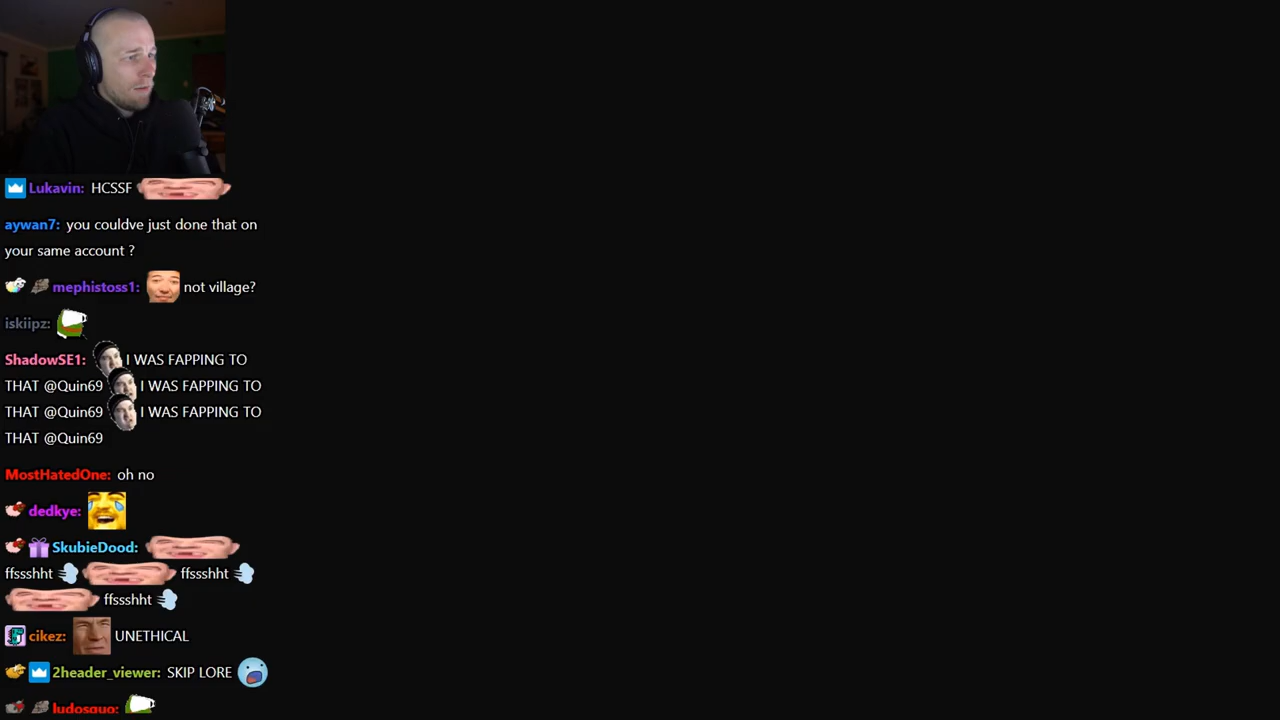 Lukavin: HCSSF
aywan7: you couldve just done that on
your same account ?
mephistoss1: not village?
iskiipz:
ShadowSE1: I WAS FAPPING TO
THAT @Quin69 I WAS FAPPING TO
THAT @Quin69 I WAS FAPPING TO
THAT @Quin69
MostHatedOne: oh no
dedkye:
SkubieDood:
ffssshht ffssshht
ffssshht
cikez: UNETHICAL
2header_viewer: SKIP LORE
ludosquo: